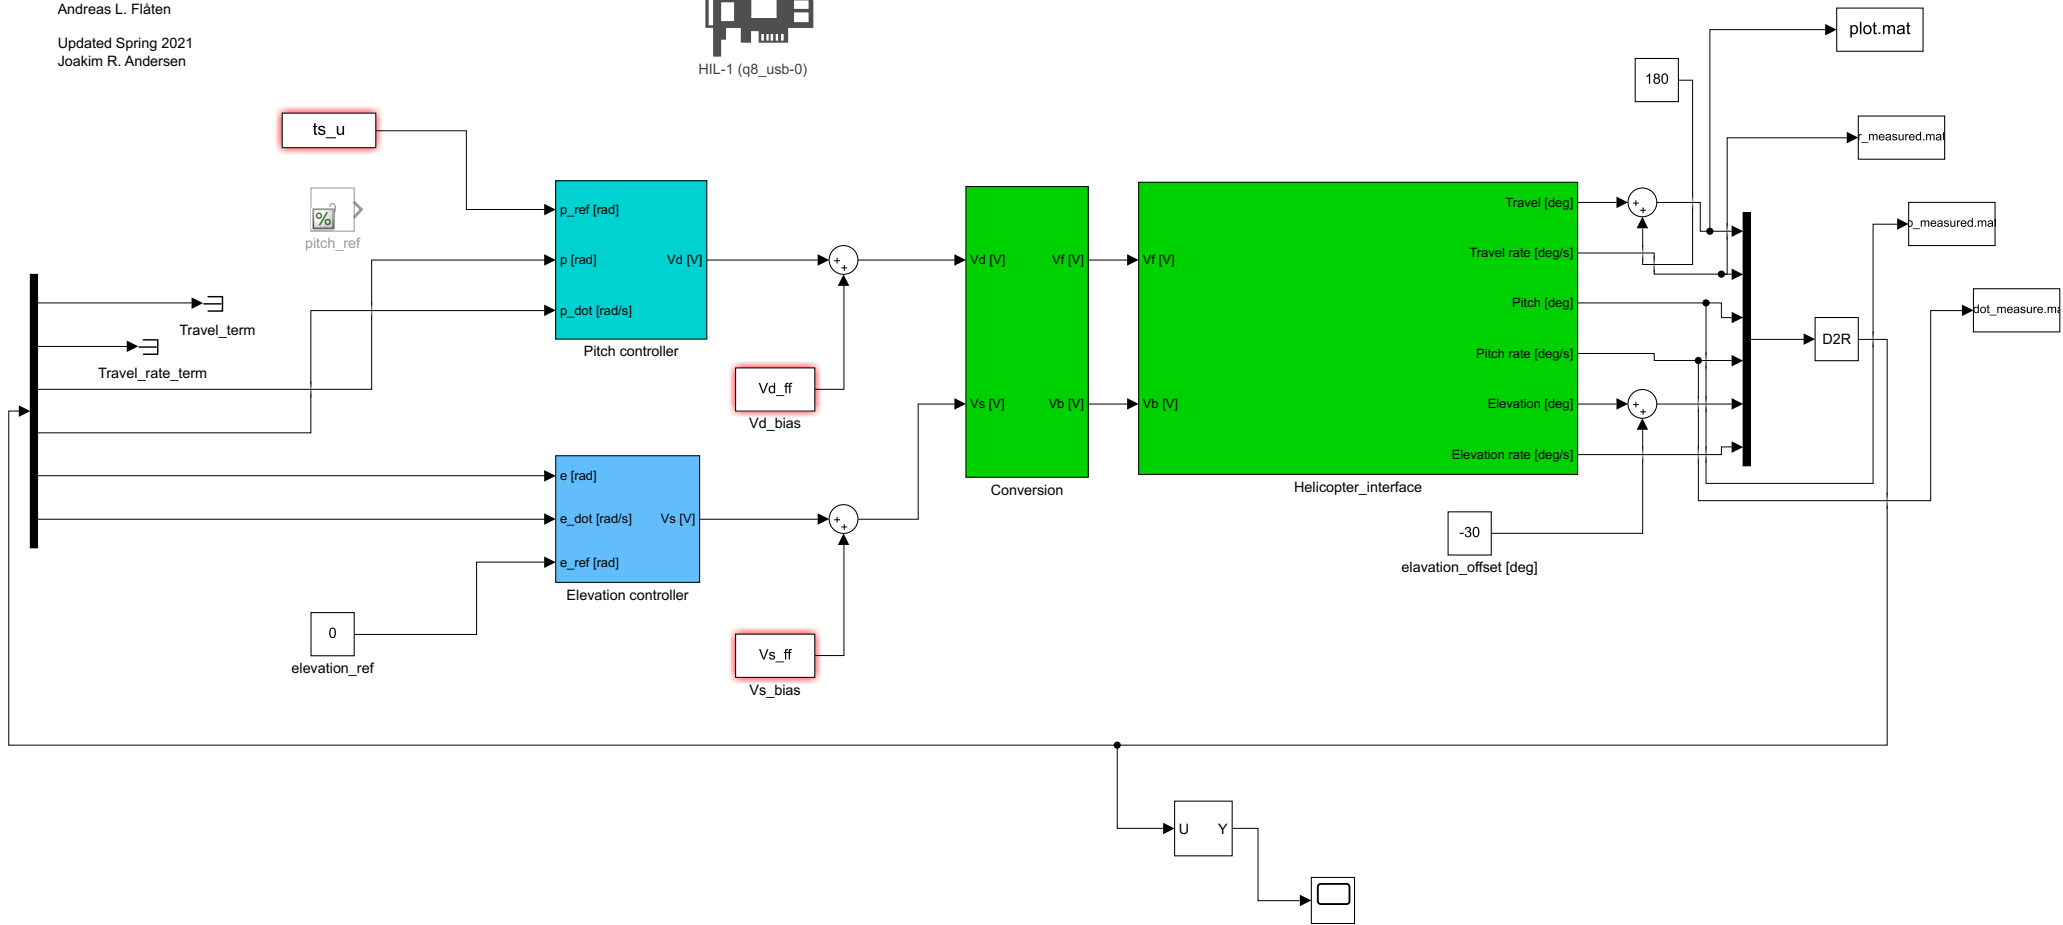 Andreas L. Flåten
Updated Spring 2021
Joakim R. Andersen
HIL-1 (q8_usb-0)
plot.mat
180
ts_u
r_measured.mat
pitch_ref
p_ref [rad]
p [rad]
p_dot [rad/s]
Vd [V]
Pitch controller
Vd [V]
Vs [V]
Vf [V]
Vb [V]
Conversion
Vf [V]
Vb [V]
Travel [deg]
Travel rate [deg/s]
Pitch [deg]
Pitch rate [deg/s]
Elevation [deg]
Elevation rate [deg/s]
Helicopter_interface
p_measured.mat
dot_measure.ma
D2R
Travel_term
Travel_rate_term
Vd_ff
Vd_bias
e [rad]
e_dot [rad/s]
e_ref [rad]
Vs [V]
Elevation controller
-30
elavation_offset [deg]
0
elevation_ref
Vs_ff
Vs_bias
U
Y